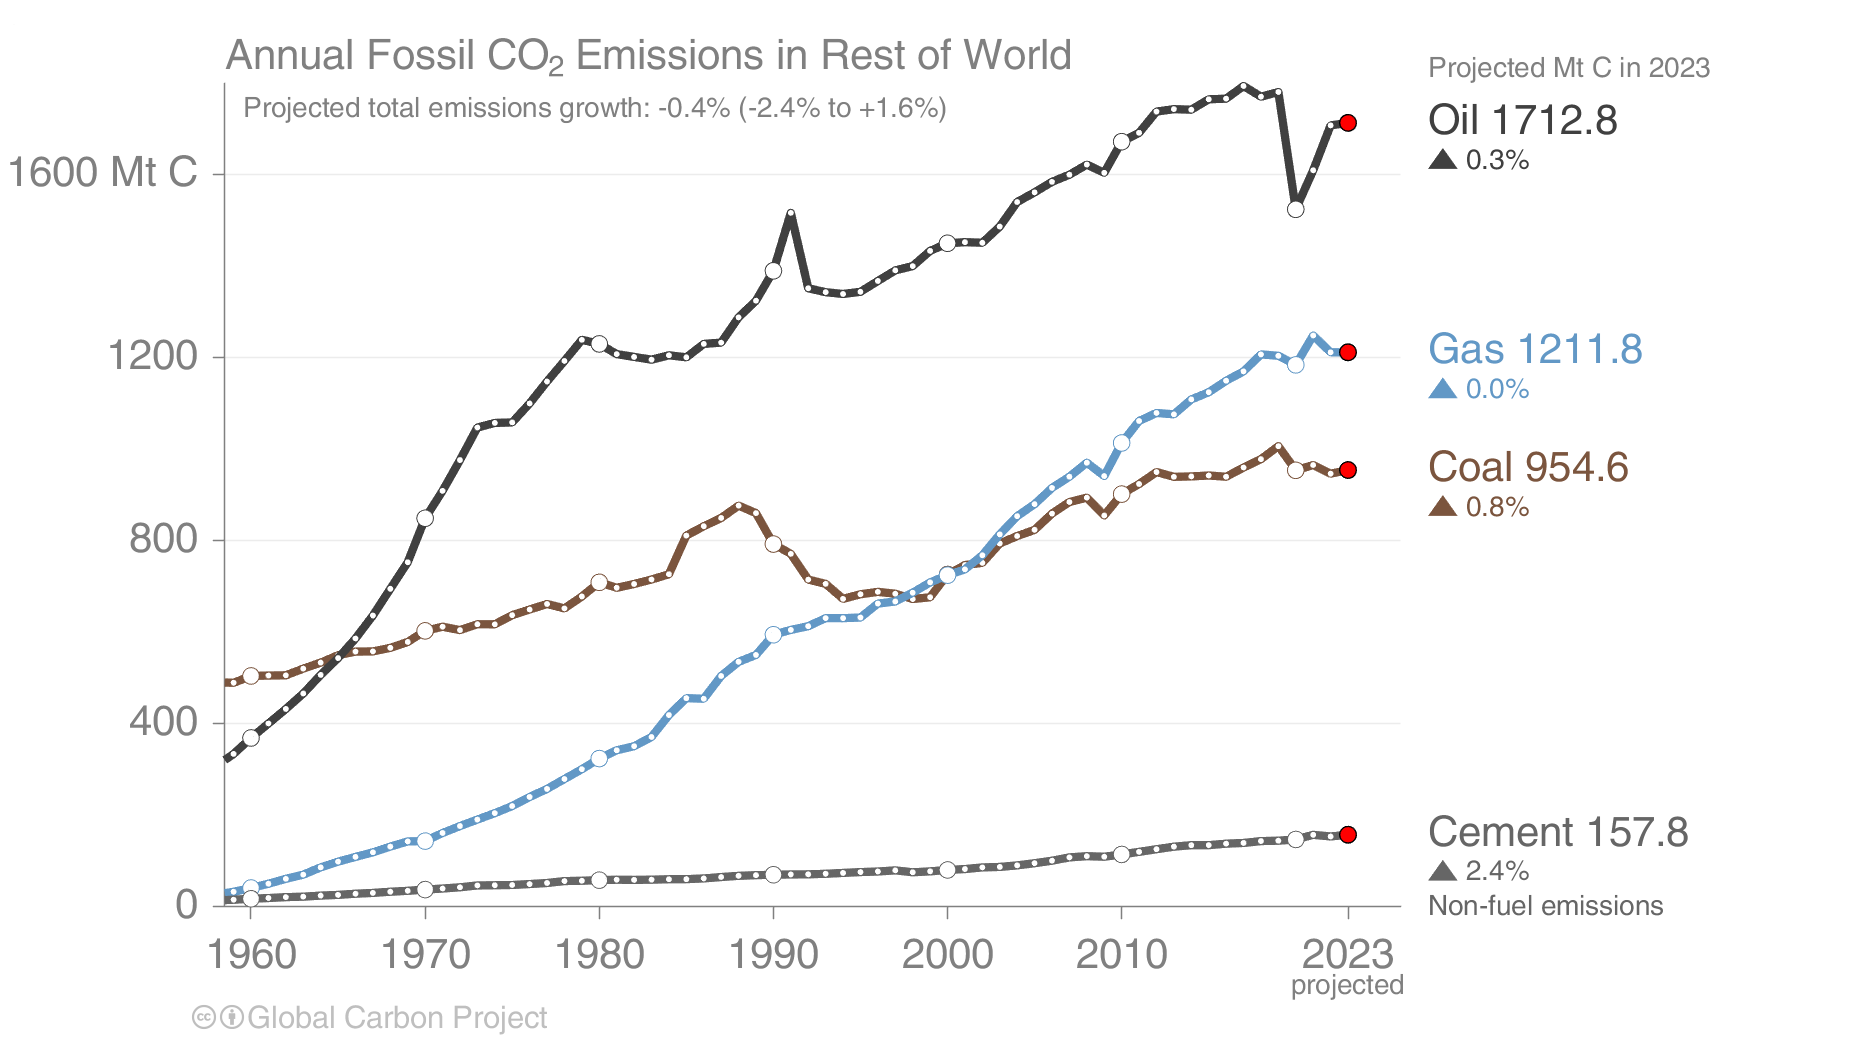 Annual Fossil CO₂ Emissions in Rest of World
Projected total emissions growth: -0.4% (-2.4% to +1.6%)
Projected Mt C in 2023
Oil 1712.8
▲ 0.3%
Gas 1211.8
▲ 0.0%
Coal 954.6
▲ 0.8%
Cement 157.8
▲ 2.4%
Non-fuel emissions
1600 Mt C
1200
800
400
0
1960 1970 1980 1990 2000 2010 2023
projected
cc Global Carbon Project